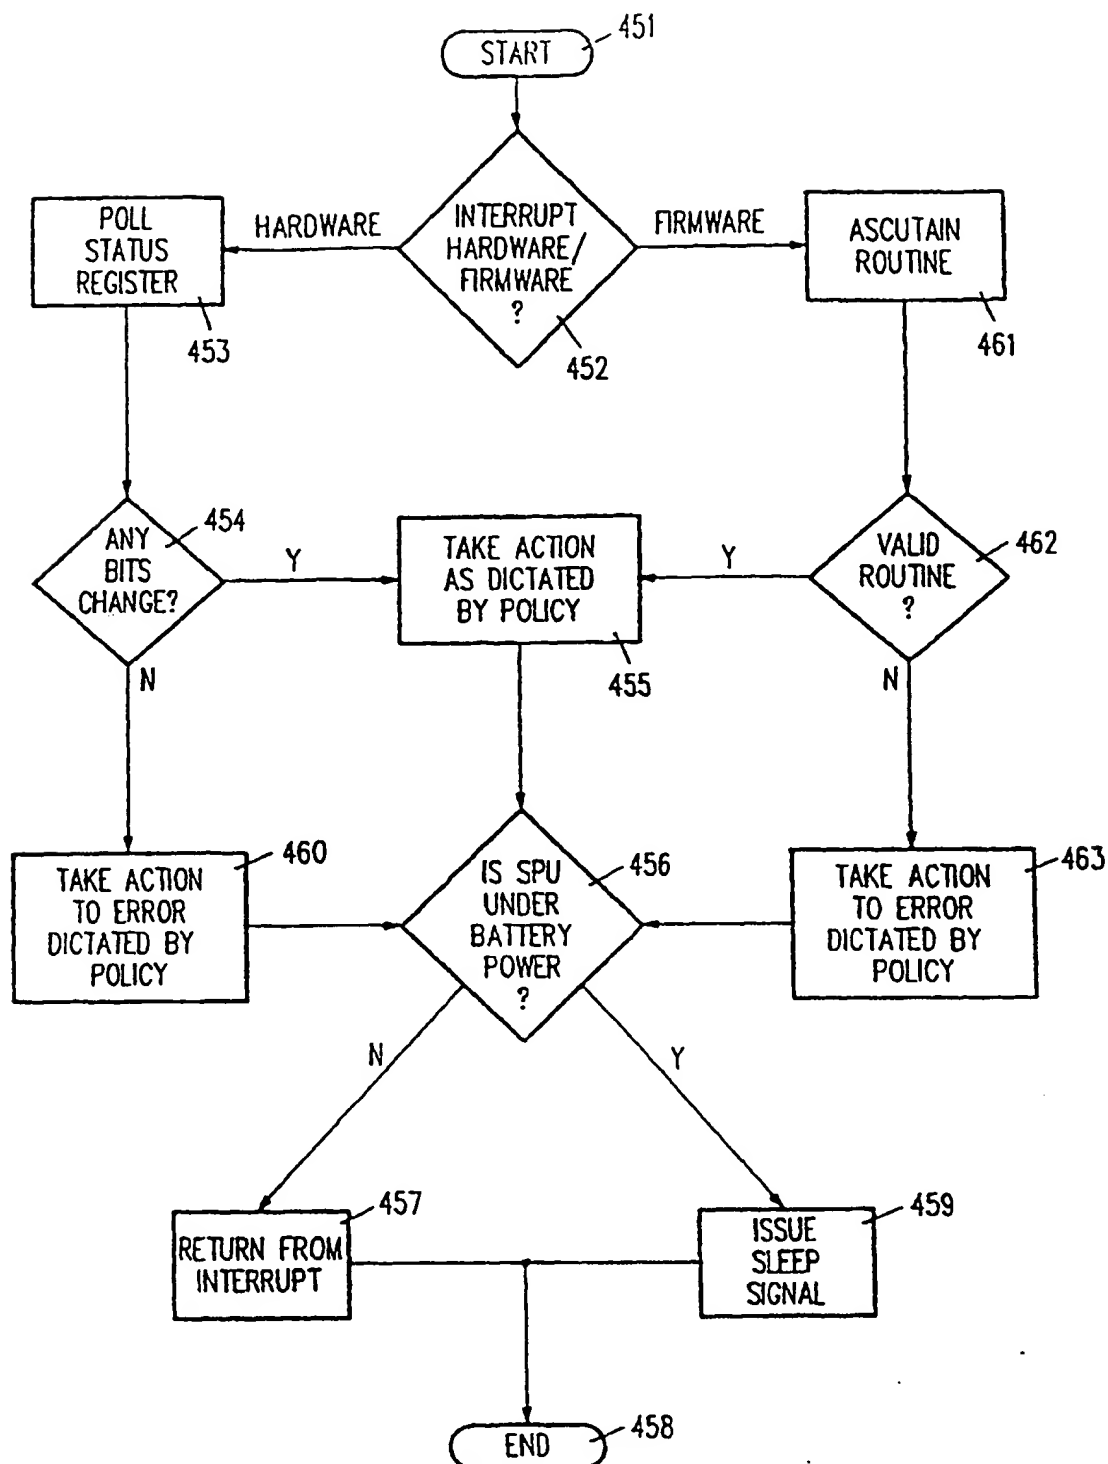 START
451
INTERRUPT
HARDWARE/
FIRMWARE
?
452
HARDWARE
FIRMWARE
POLL
STATUS
REGISTER
453
ASCUTAIN
ROUTINE
461
ANY
BITS
CHANGE?
454
Y
N
TAKE ACTION
AS DICTATED
BY POLICY
455
VALID
ROUTINE
?
462
Y
N
TAKE ACTION
TO ERROR
DICTATED BY
POLICY
460
IS SPU
UNDER
BATTERY
POWER
?
456
TAKE ACTION
TO ERROR
DICTATED BY
POLICY
463
N
Y
RETURN FROM
INTERRUPT
457
ISSUE
SLEEP
SIGNAL
459
END
458